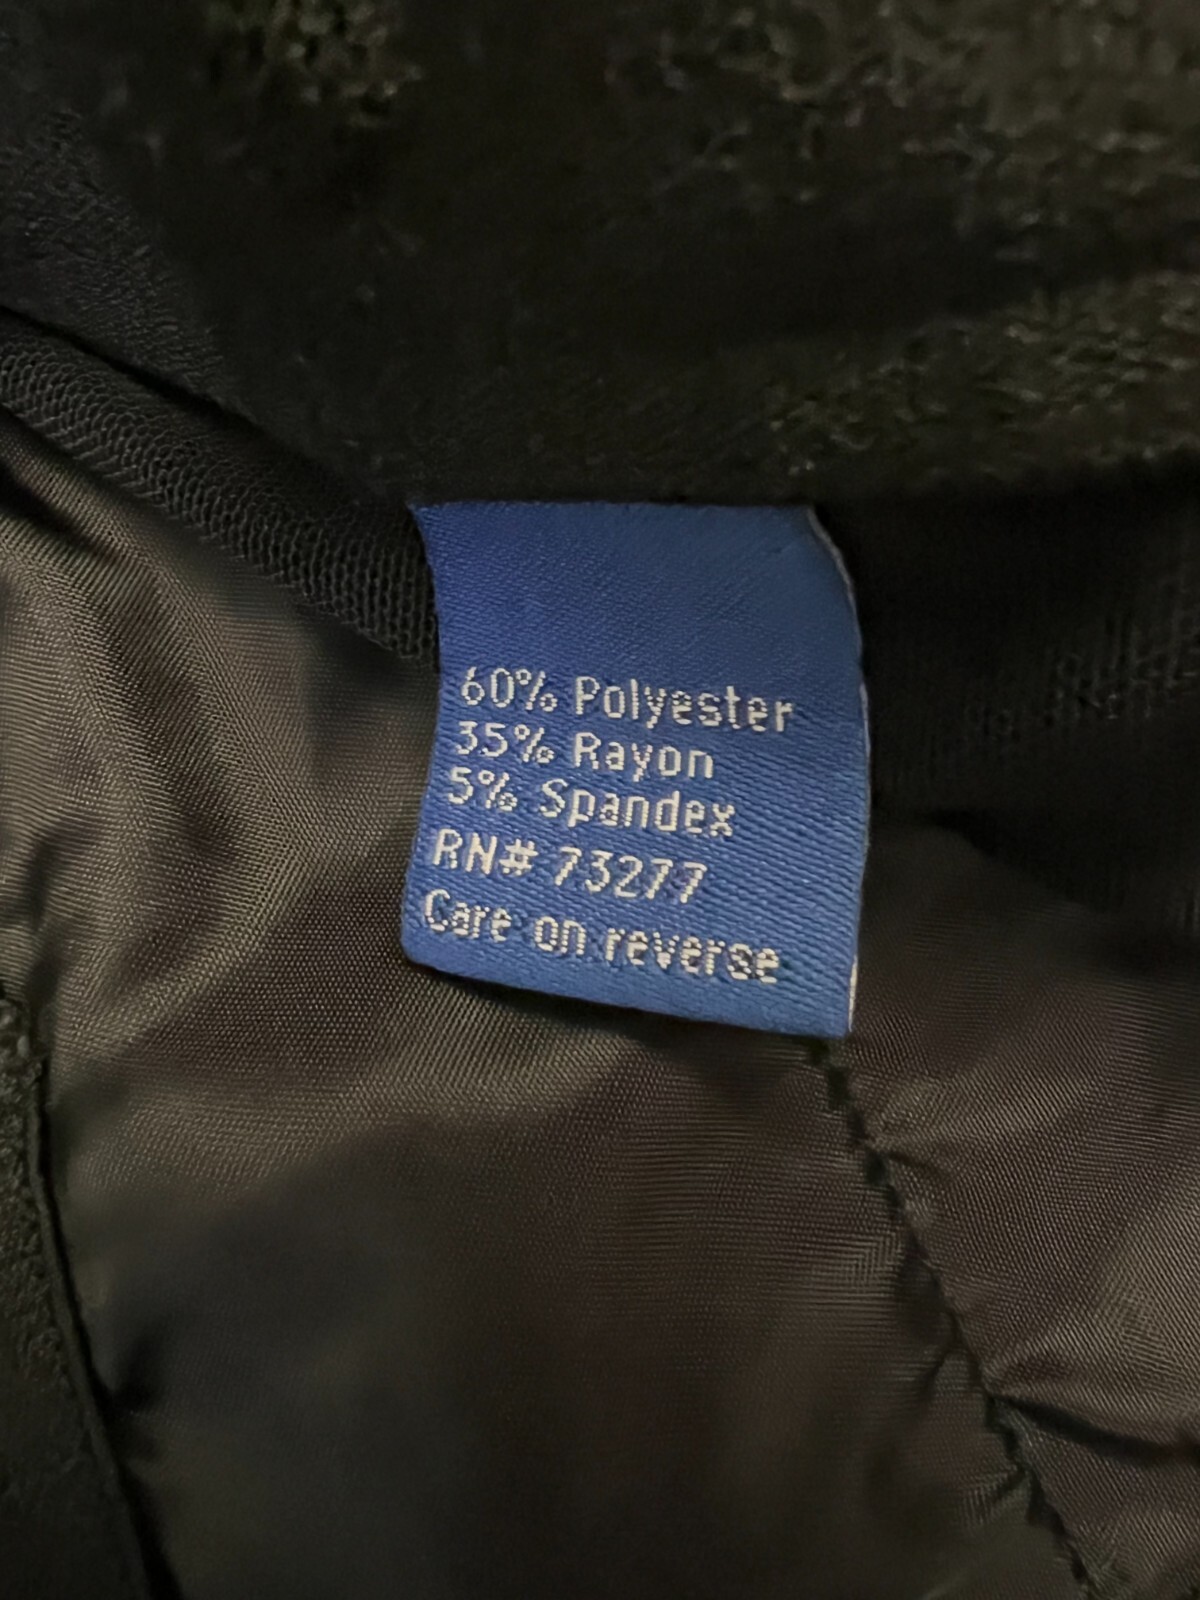 60% Polyester
35% Rayon
5% Spandex
RN# 73277
Care on reverse